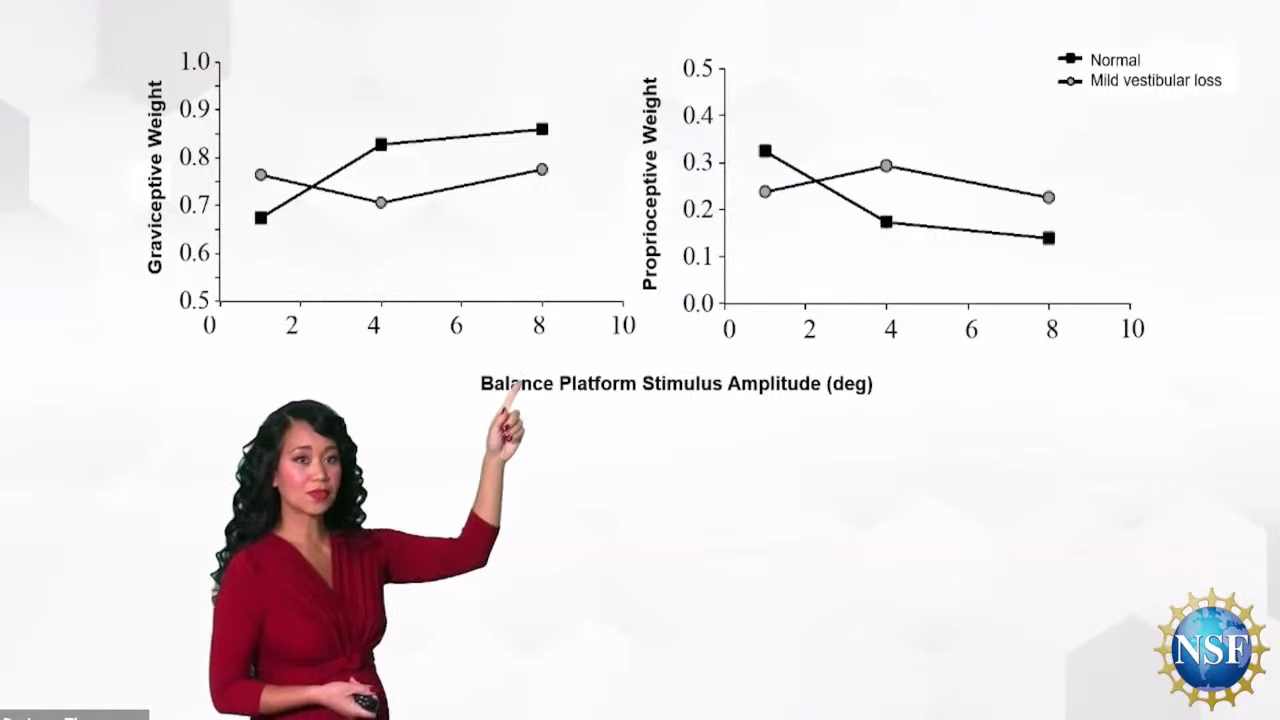 Normal
Mild vestibular loss
Graviceptive Weight
1.0
0.9
0.8
0.7
0.6
0.5
0 2 4 6 8 10
Proprioceptive Weight
0.5
0.4
0.3
0.2
0.1
0.0
0 2 4 6 8 10
Balance Platform Stimulus Amplitude (deg)
NSF